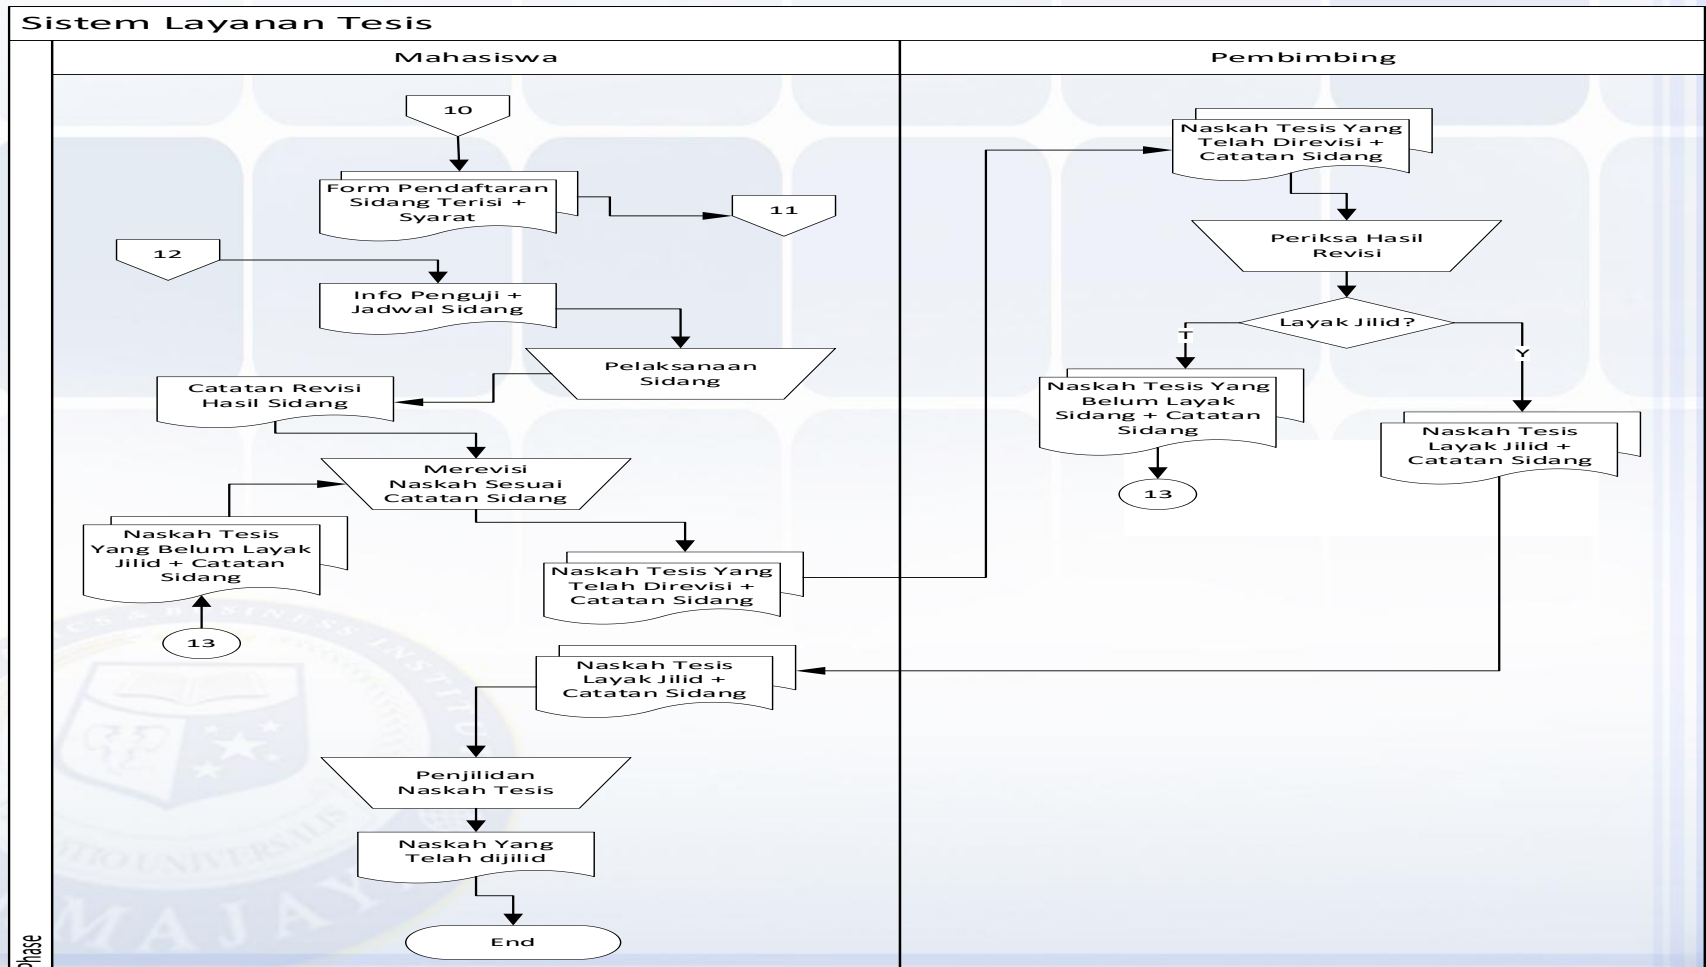 Sistem Layanan Tesis
Mahasiswa
Pembimbing
Phase
10
Form Pendaftaran
Sidang Terisi +
Syarat
11
12
Info Penguji +
Jadwal Sidang
Pelaksanaan
Sidang
Catatan Revisi
Hasil Sidang
Merevisi
Naskah Sesuai
Catatan Sidang
Naskah Tesis
Yang Belum Layak
Jilid + Catatan
Sidang
13
Naskah Tesis Yang
Telah Direvisi +
Catatan Sidang
Naskah Tesis
Layak Jilid +
Catatan Sidang
Penjilidan
Naskah Tesis
Naskah Yang
Telah dijilid
End
Naskah Tesis Yang
Telah Direvisi +
Catatan Sidang
Periksa Hasil
Revisi
Layak Jilid?
T
Y
Naskah Tesis Yang
Belum Layak
Sidang + Catatan
Sidang
13
Naskah Tesis
Layak Jilid +
Catatan Sidang